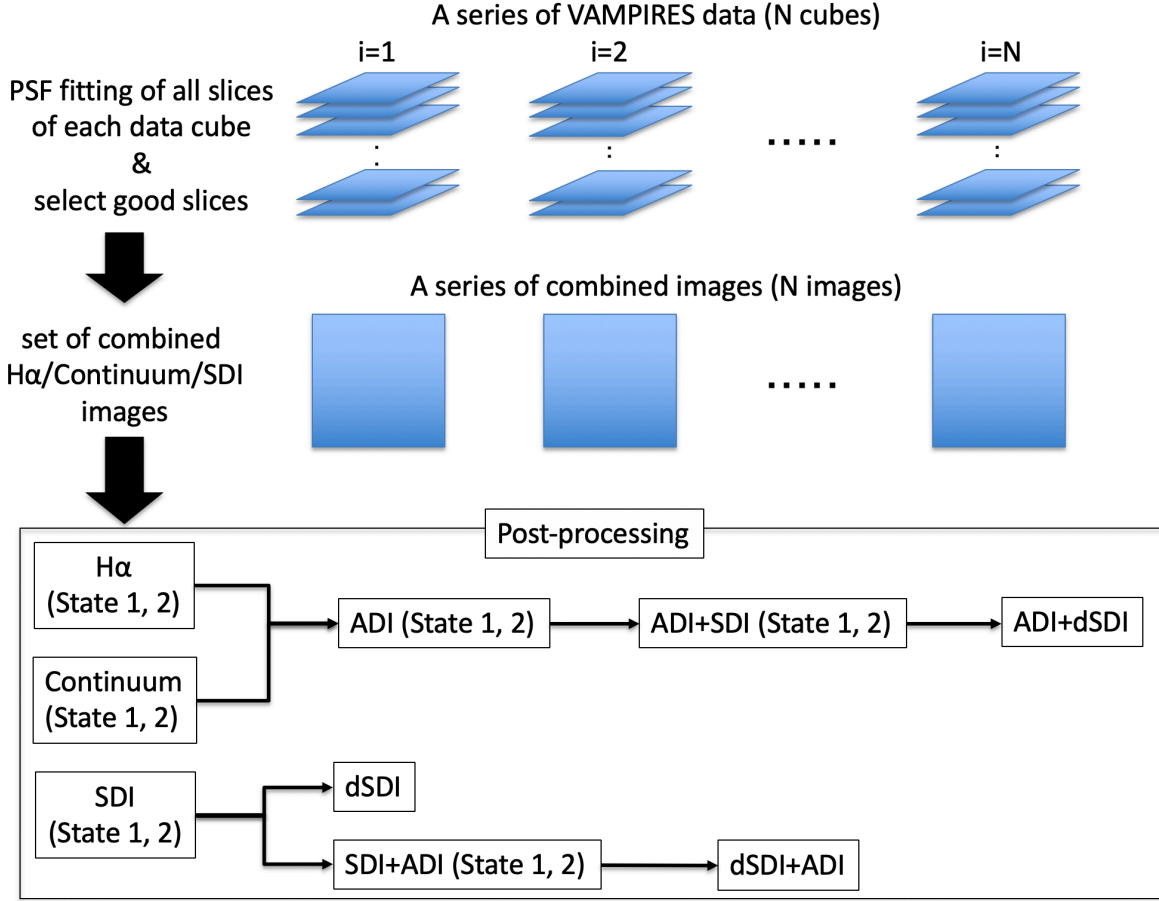 A series of VAMPIRES data (N cubes)
i=1
i=2
i=N
PSF fitting of all slices
of each data cube
&
select good slices
:
:
.....
:
A series of combined images (N images)
set of combined
Hα/Continuum/SDI
images
.....
Post-processing
Hα
(State 1, 2)
Continuum
(State 1, 2)
ADI (State 1, 2)
ADI+SDI (State 1, 2)
ADI+dSDI
SDI
(State 1, 2)
dSDI
SDI+ADI (State 1, 2)
dSDI+ADI